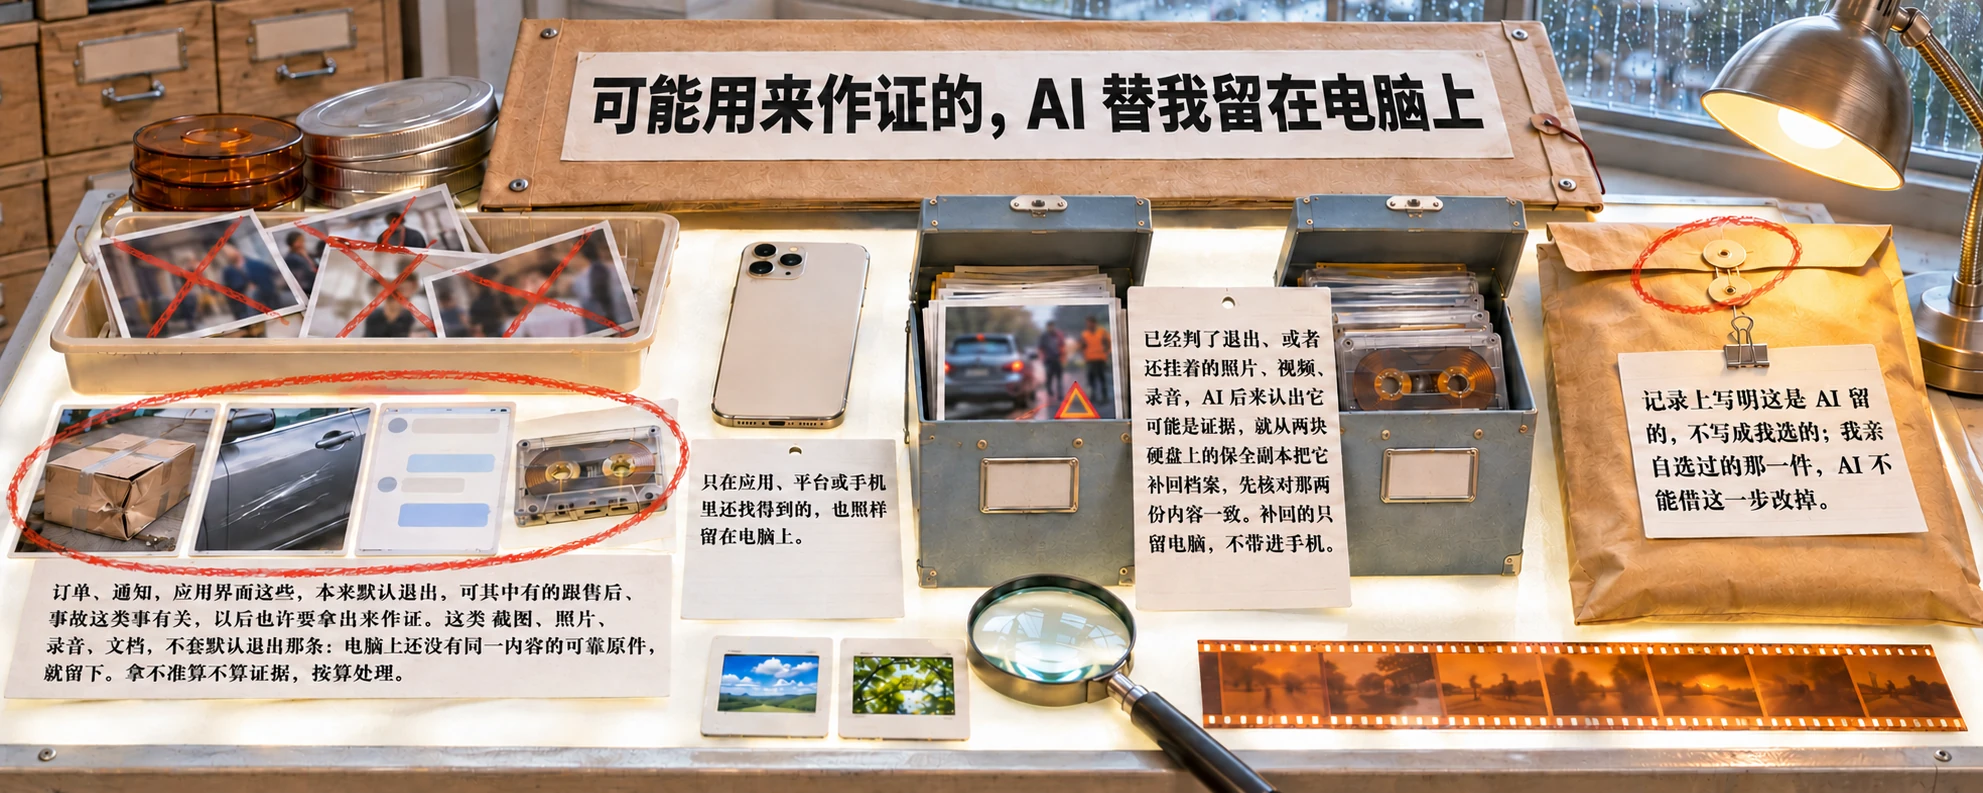 可能用来作证的，AI 替我留在电脑上
订单、通知，应用界面这些，本来默认退出，可其中有的跟售后、
事故这类事有关，以后也许要拿出来作证。这类 截图、照片、
录音，文档，不套默认退出那条：电脑上还没有同一内容的可靠原件，
就留下。拿不准算不算证据，按算处理。
只在应用、平台或手机
里还找得到的，也照样
留在电脑上。
已经判了退出、或者
还挂着的照片、视频、
录音，AI 后来认出它
可能是证据，就从两块
硬盘上的保全副本把它
补回档案，先核对那两
份内容一致。补回的只
留电脑，不带进手机。
记录上写明这是 AI 留
的，不写成我选的；我亲
自选过的那一件，AI 不
能借这一步改掉。